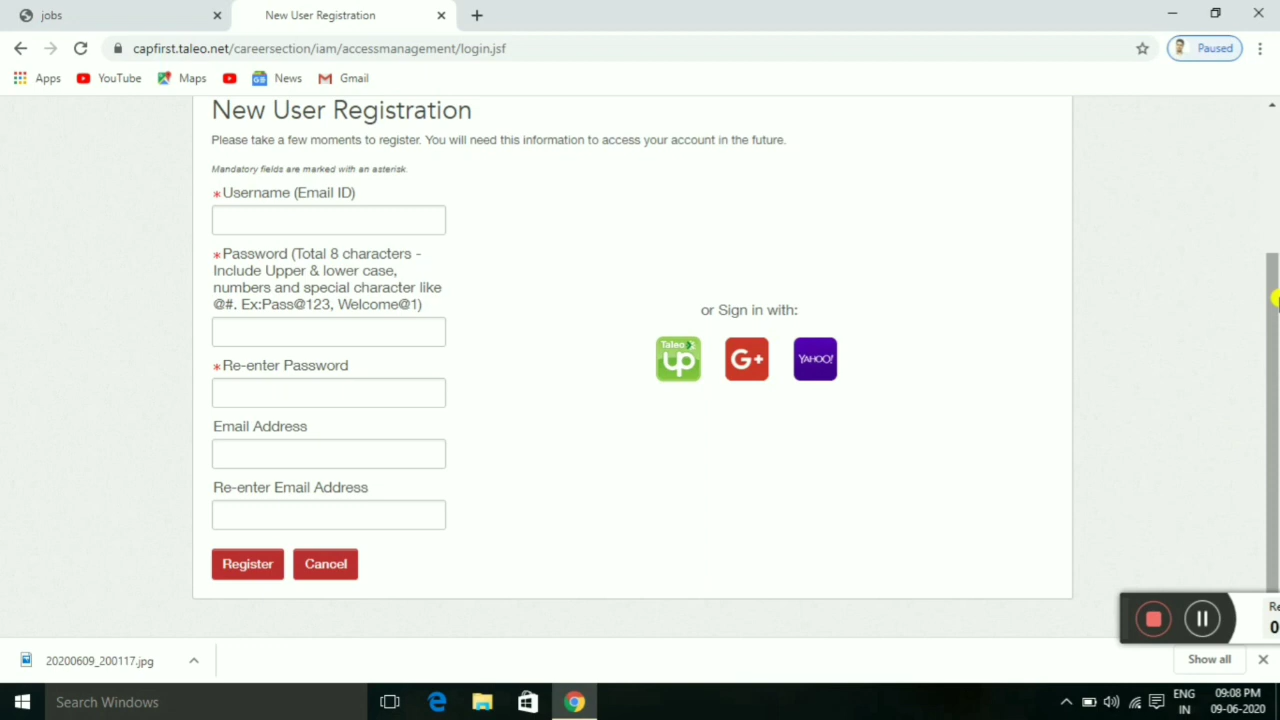 jobs
New User Registration
capfirst.taleo.net/careersection/iam/accessmanagement/login.jsf
Paused
Apps
YouTube
Maps
News
Gmail
New User Registration
Please take a few moments to register. You will need this information to access your account in the future.
Mandatory fields are marked with an asterisk.
*Username (Email ID)
*Password (Total 8 characters -
Include Upper & lower case,
numbers and special character like
@#. Ex:Pass@123, Welcome@1)
or Sign in with:
Taleo
up
G+
YAHOO!
*Re-enter Password
Email Address
Re-enter Email Address
Register
Cancel
Re
0
20200609_200117.jpg
Show all
Search Windows
ENG
IN
09:08 PM
09-06-2020